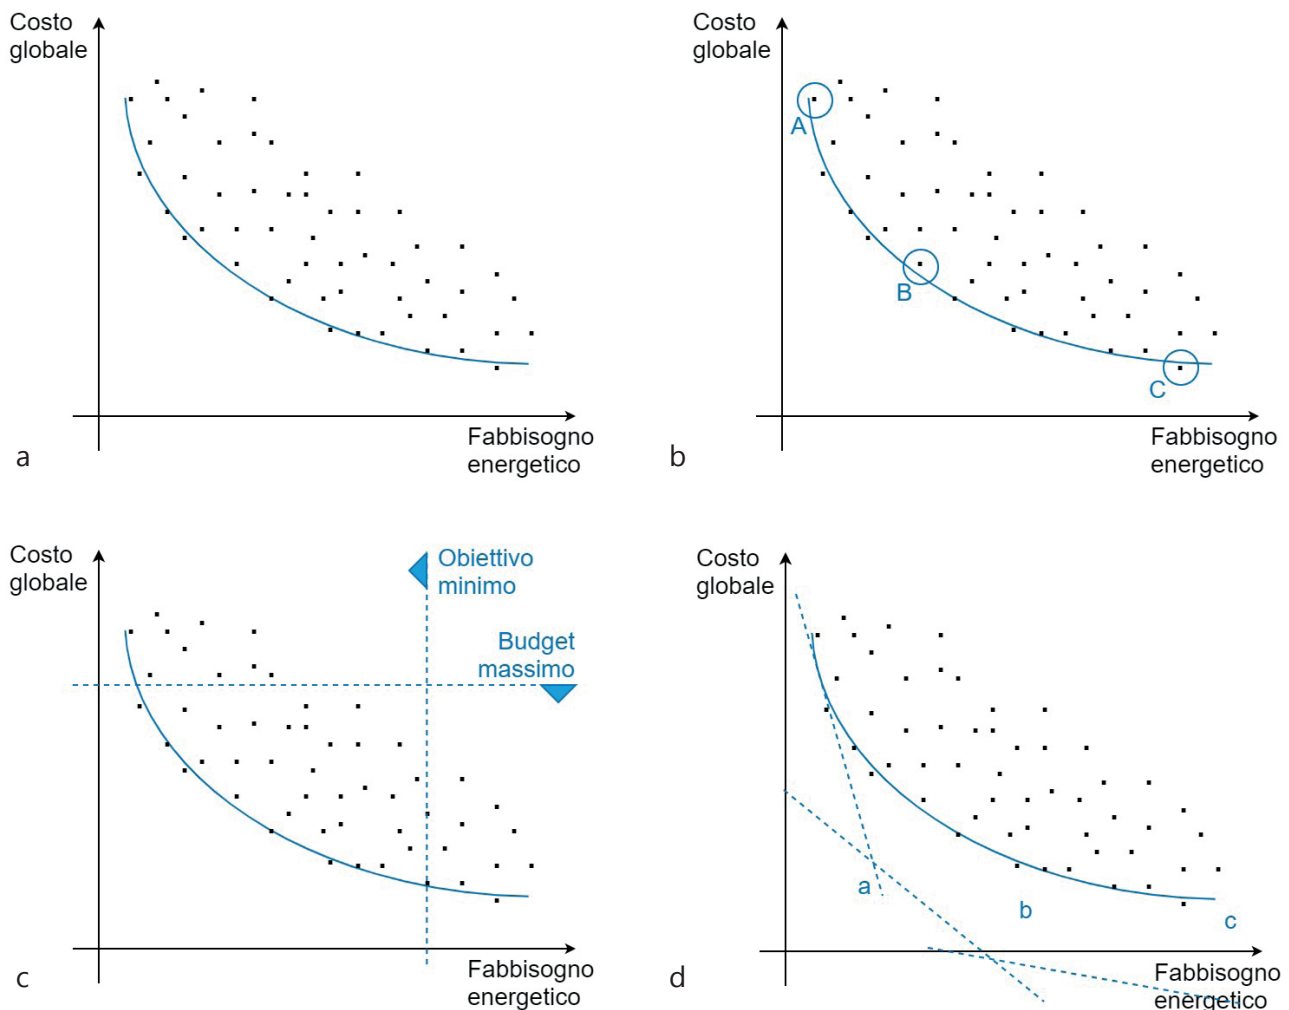 Costo
globale
Fabbisogno
energetico
a
Costo
globale
A
B
C
Fabbisogno
energetico
b
Costo
globale
Obiettivo
minimo
Budget
massimo
Fabbisogno
energetico
c
Costo
globale
a
b
c
Fabbisogno
energetico
d